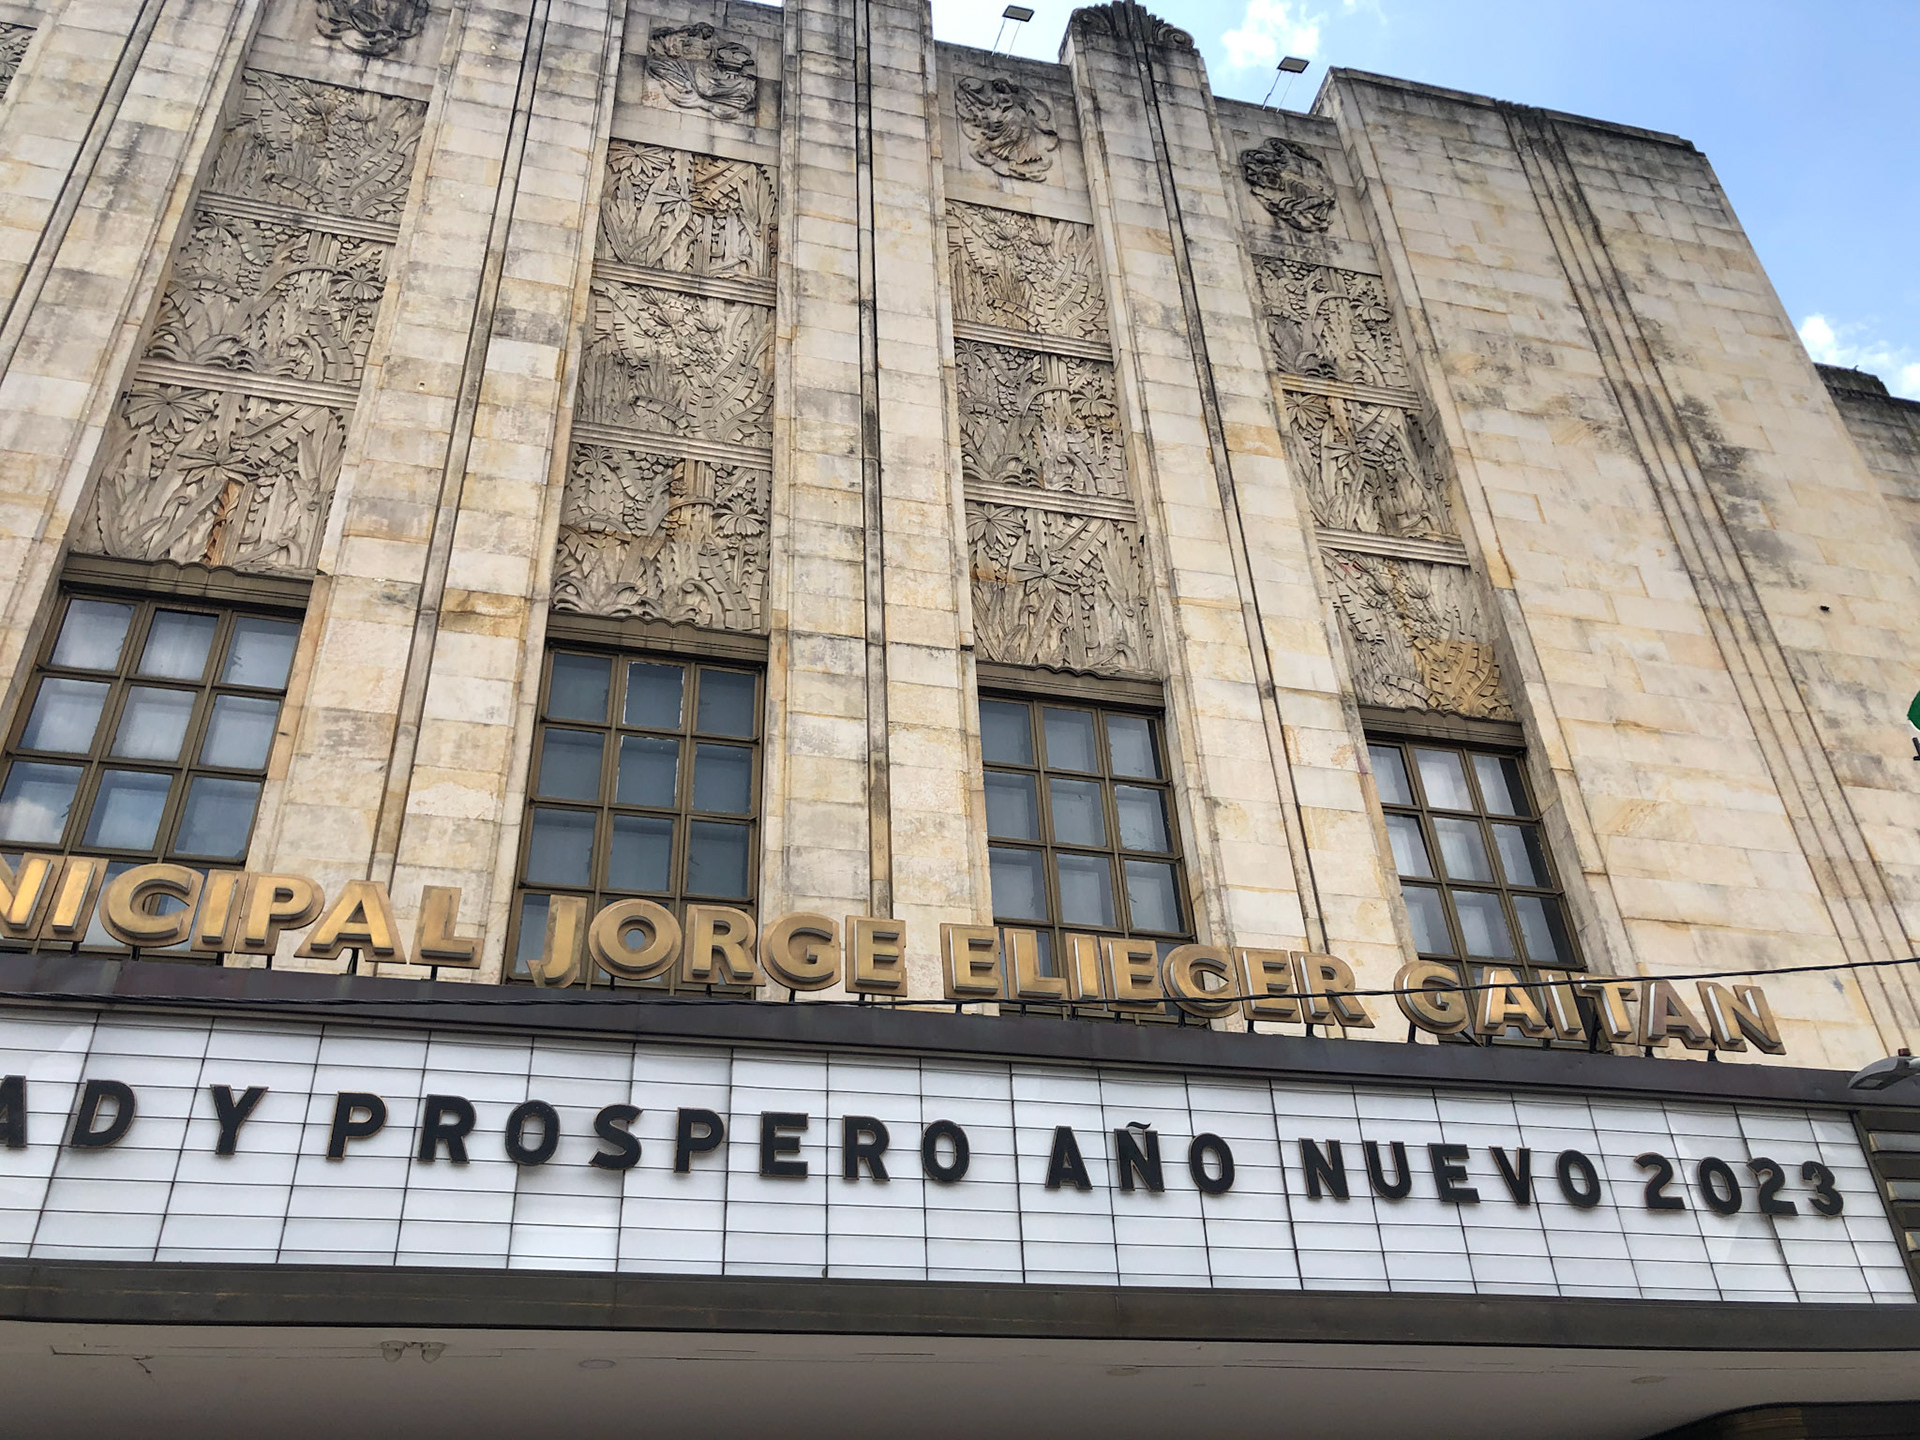 NICIPAL JORGE ELIECER GAITAN
AD Y PROSPERO AÑO NUEVO 2023